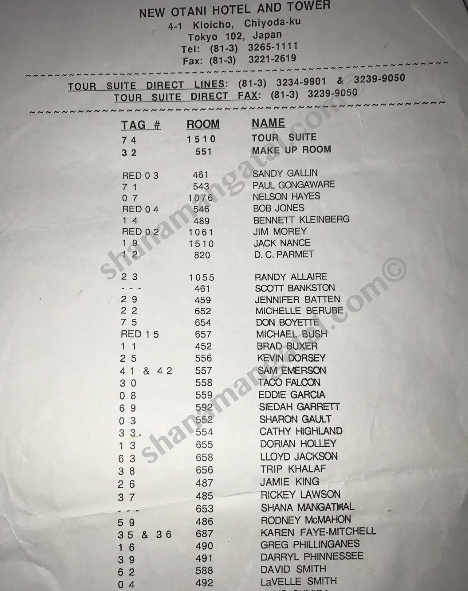 NEW OTANI HOTEL AND TOWER
4-1 Kioicho, Chiyoda-ku
Tokyo 102, Japan
Tel: (81-3) 3265-1111
Fax: (81-3) 3221-2619
TOUR SUITE DIRECT LINES: (81-3) 3234-9901 & 3239-9050
TOUR SUITE DIRECT FAX: (81-3) 3239-9050
TAG # ROOM NAME
74 1510 TOUR SUITE
32 551 MAKE UP ROOM
RED 03 461 SANDY GALLIN
71 543 PAUL GONGAWARE
07 1076 NELSON HAYES
RED 04 546 BOB JONES
14 489 BENNETT KLEINBERG
RED 02 1061 JIM MOREY
19 1510 JACK NANCE
12 820 D.C. PARMET
23 1055 RANDY ALLAIRE
--- 461 SCOTT BANKSTON
29 459 JENNIFER BATTEN
22 652 MICHELLE BERUBE
75 654 DON BOYETTE
RED 15 657 MICHAEL BUSH
11 452 BRAD BUXER
25 556 KEVIN DORSEY
41 & 42 557 SAM EMERSON
30 558 TACO FALCON
08 559 EDDIE GARCIA
69 592 SIEDAH GARRETT
03 552 SHARON GAULT
33 554 CATHY HIGHLAND
13 655 DORIAN HOLLEY
63 658 LLOYD JACKSON
38 656 TRIP KHALAF
26 487 JAMIE KING
37 485 RICKEY LAWSON
--- 653 SHANA MANGATHAL
59 486 RODNEY McMAHON
35 & 36 687 KAREN FAYE-MITCHELL
16 490 GREG PHILLINGANES
39 491 DARRYL PHINNESSEE
62 588 DAVID SMITH
04 492 LaVELLE SMITH
shanamangatal.com©
shanamangatal.com©